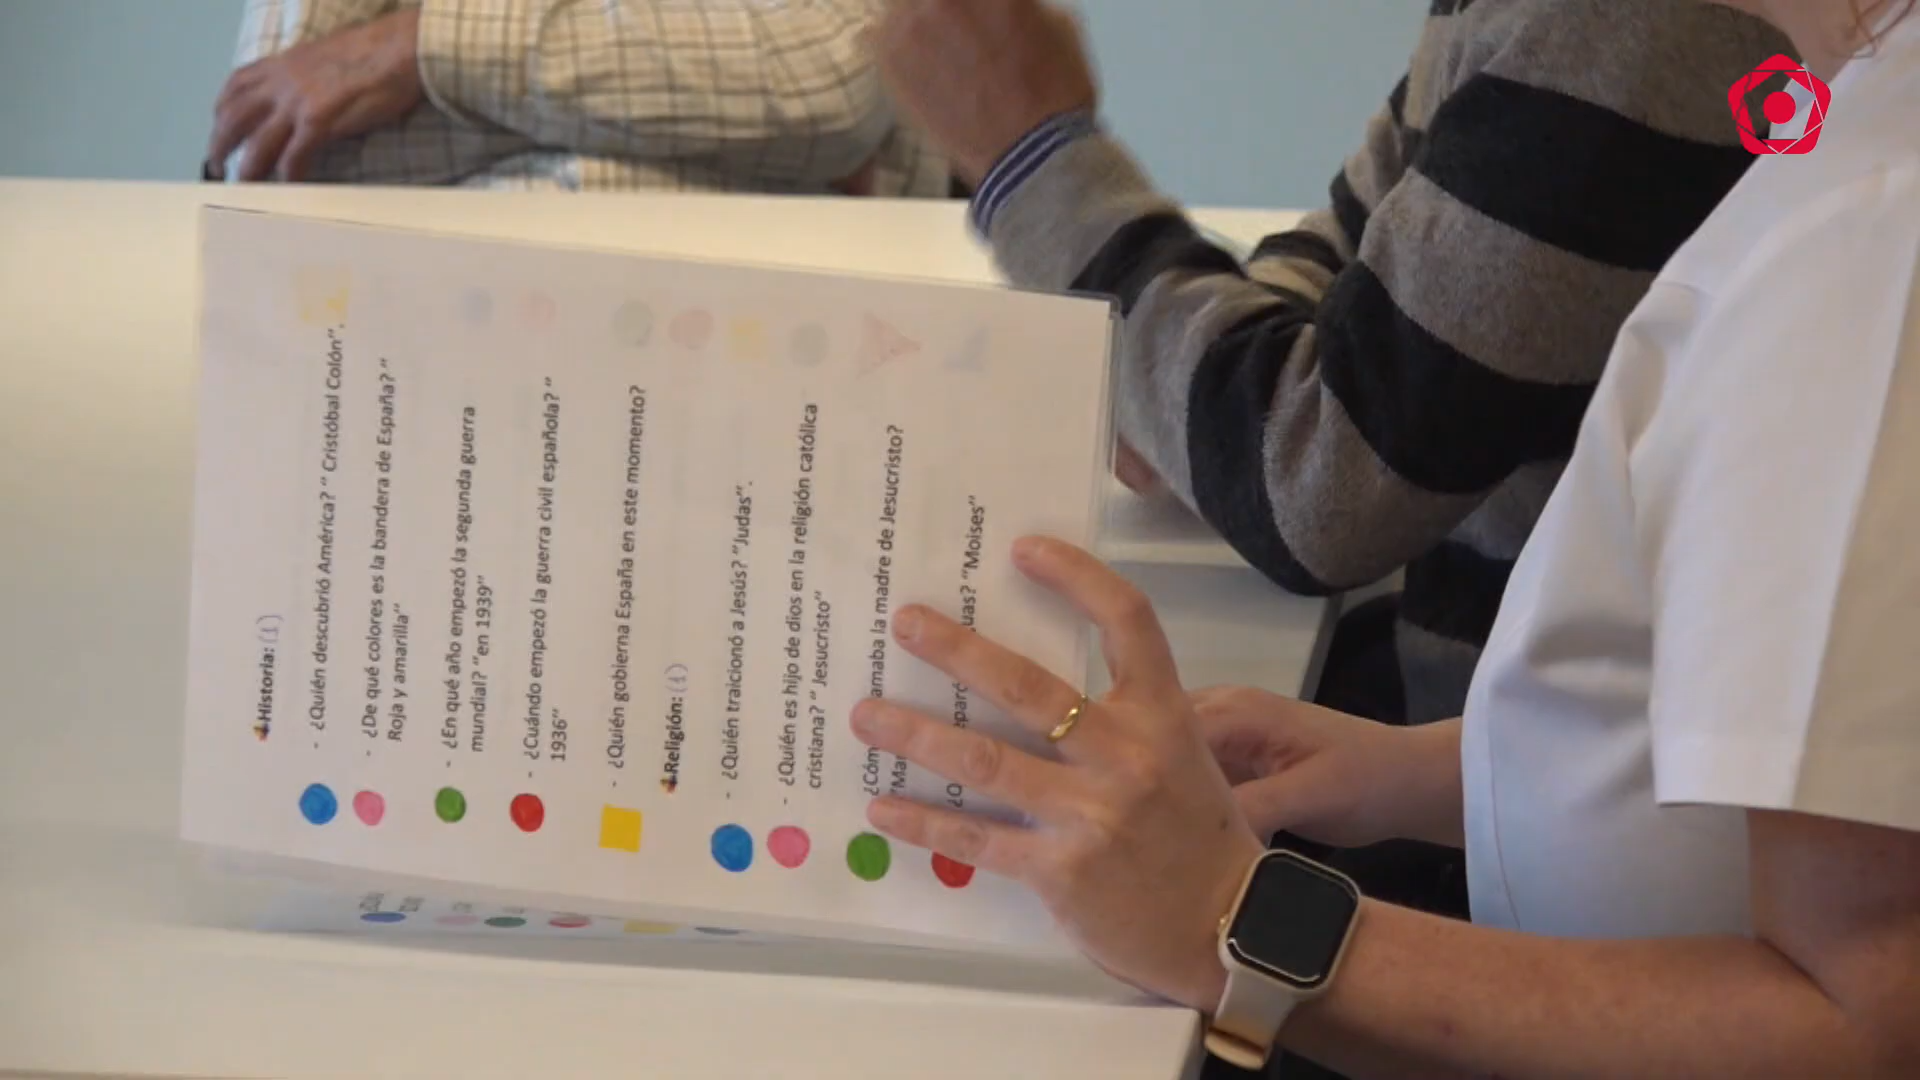 Historia: (1)
- ¿Quién descubrió América? " Cristóbal Colón".
- ¿De qué colores es la bandera de España? "
Roja y amarilla"
- ¿En qué año empezó la segunda guerra
mundial? "en 1939"
- ¿Cuándo empezó la guerra civil española? "
1936"
- ¿Quién gobierna España en este momento?
Religión: (1)
- ¿Quién traicionó a Jesús? "Judas".
- ¿Quién es hijo de dios en la religión católica
cristiana? " Jesucristo"
la madre de Jesucristo?
"Moises"